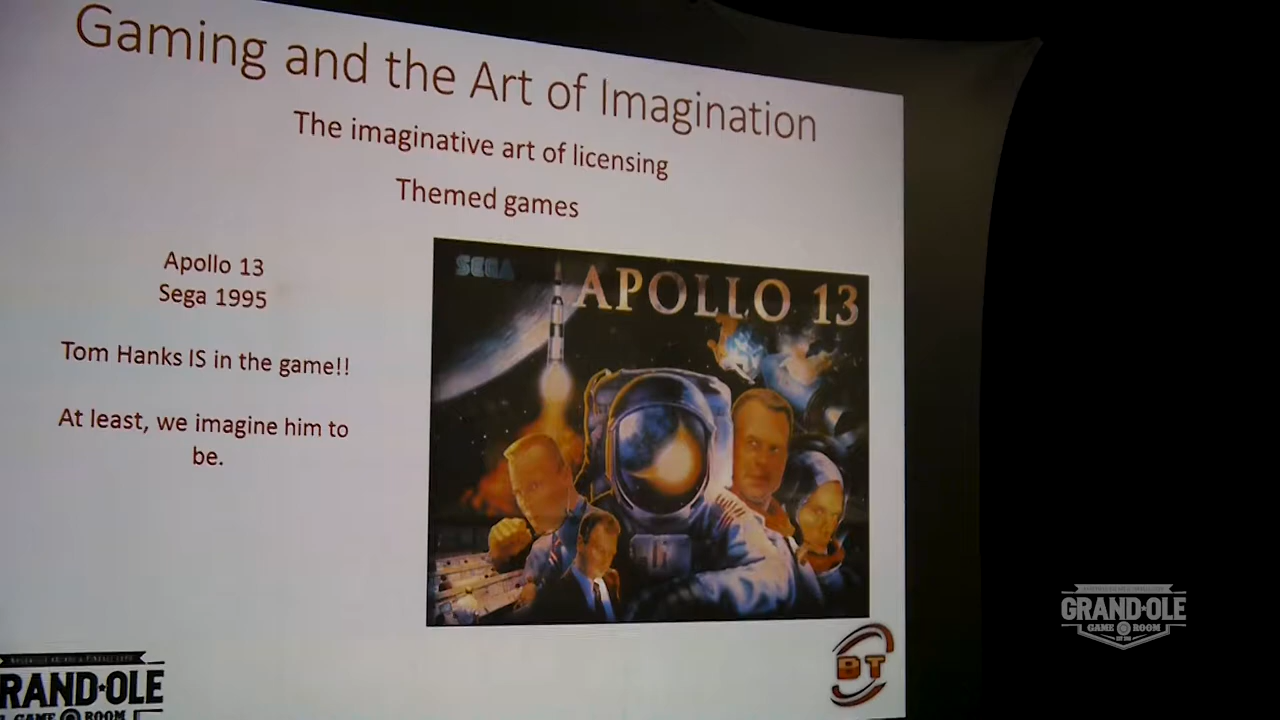 Gaming and the Art of Imagination
The imaginative art of licensing
Themed games
Apollo 13
Sega 1995
Tom Hanks IS in the game!!
At least, we imagine him to
be.
SEGA
APOLLO 13
BT
RAND★OLE
GAME ROOM
GRAND★OLE
GAME ROOM